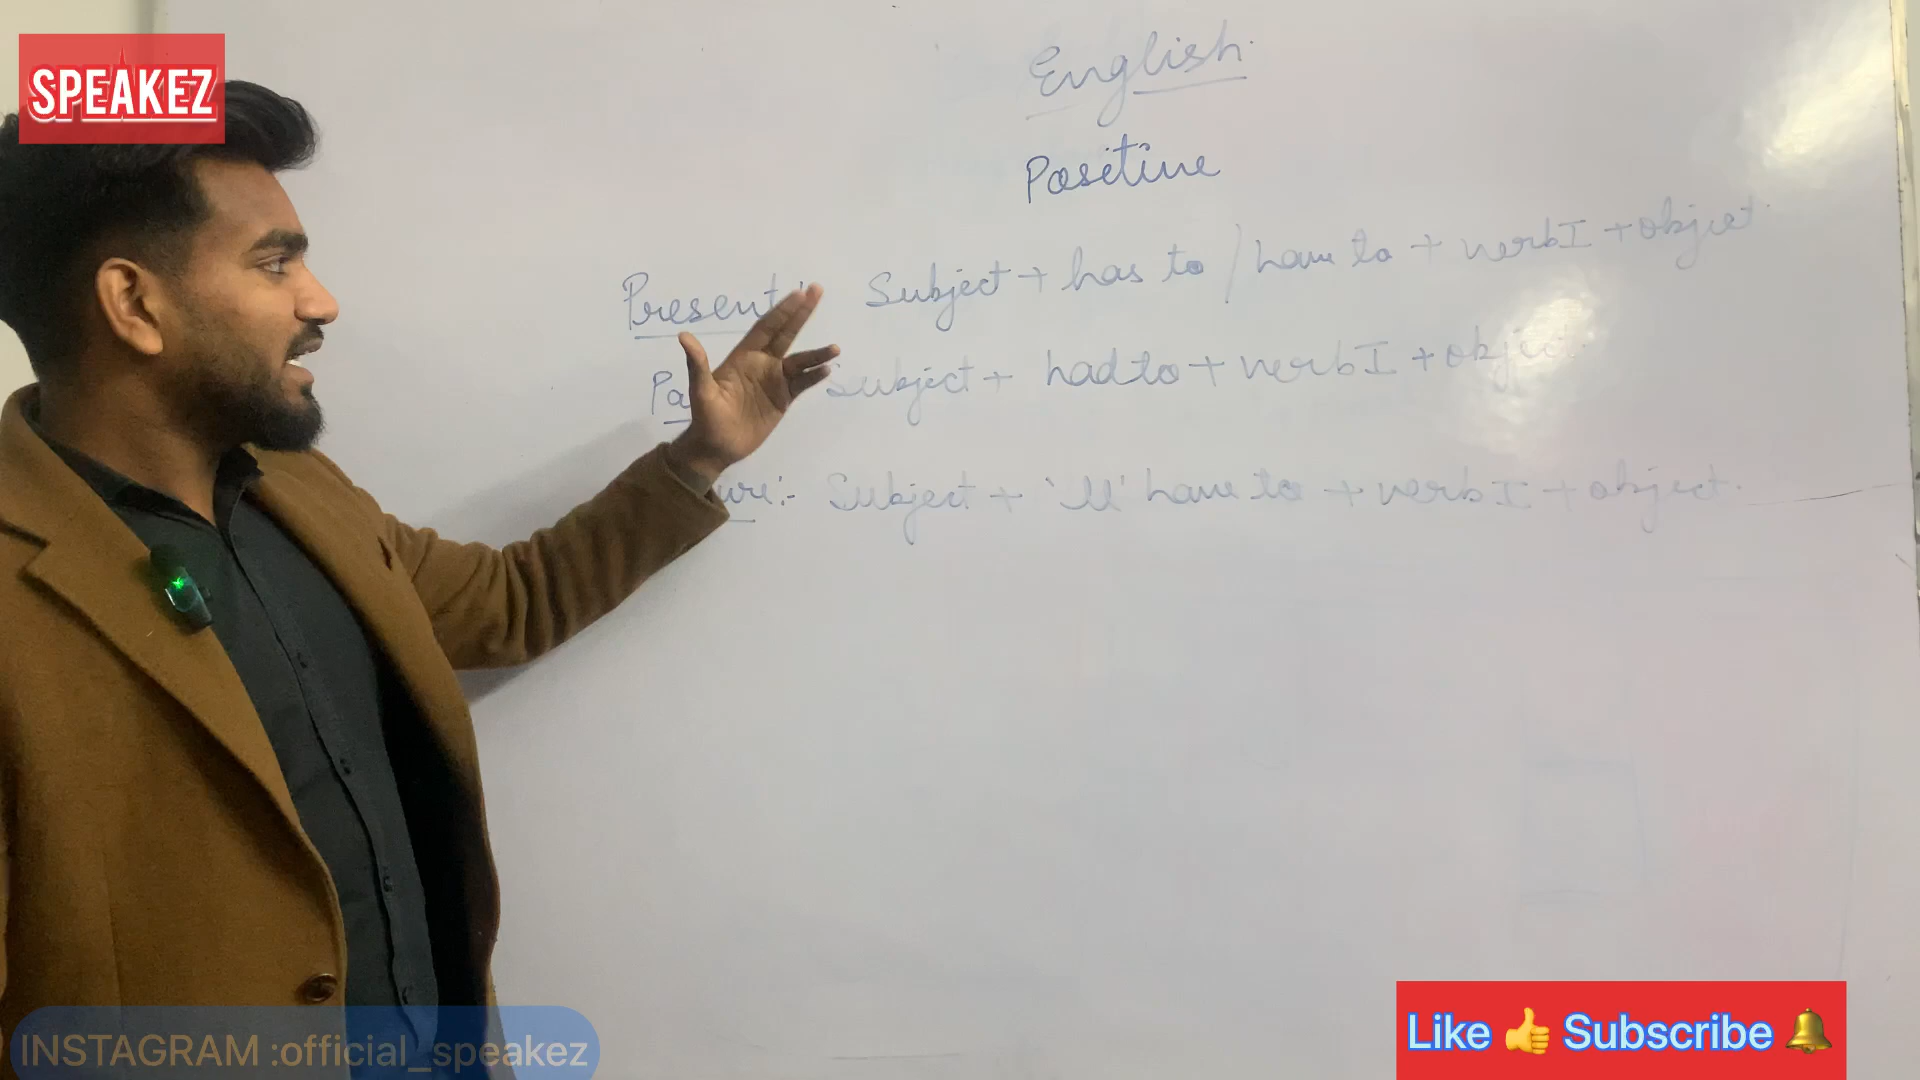 SPEAKEZ
English
Positive
Present:- Subject + has to / have to + verb I + object.
Pa Subject + had to + verb I + object.
ure:- Subject + 'll' have to + verb I + object.
INSTAGRAM :official_speakez
Like 👍 Subscribe 🔔